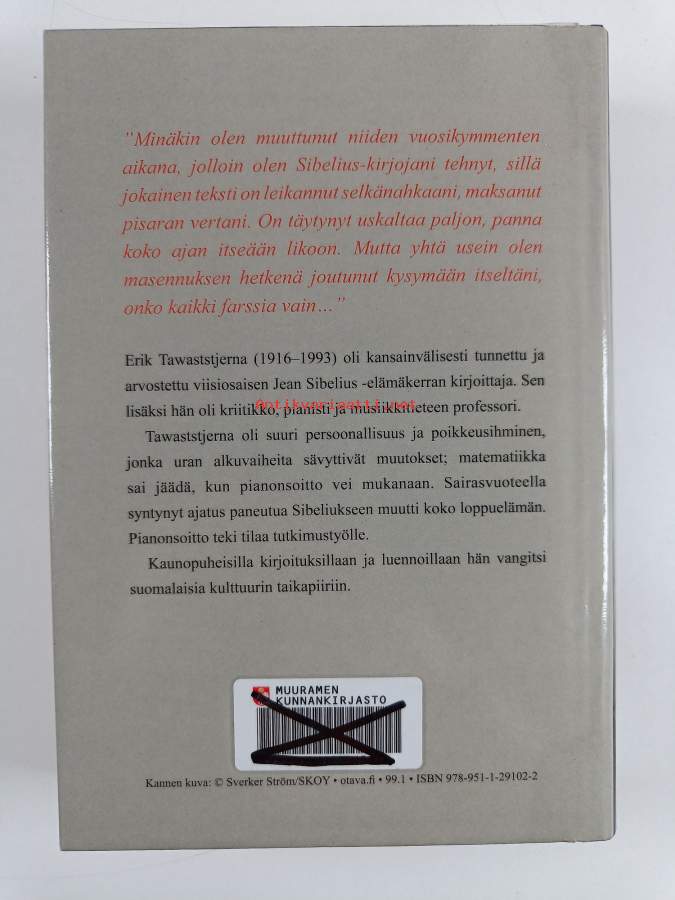 "Minäkin olen muuttunut niiden vuosikymmenten
aikana, jolloin olen Sibelius-kirjojani tehnyt, sillä
jokainen teksti on leikannut selkänahkaani, maksanut
pisaran vertani. On täytynyt uskaltaa paljon, panna
koko ajan itseään likoon. Mutta yhtä usein olen
masennuksen hetkenä joutunut kysymään itseltäni,
onko kaikki farssia vain…"
Erik Tawaststjerna (1916–1993) oli kansainvälisesti tunnettu ja
arvostettu viisiosaisen Jean Sibelius -elämäkerran kirjoittaja. Sen
lisäksi hän oli kriitikko, pianisti ja musiikkitieteen professori.
Antikvariaatti.net
Tawaststjerna oli suuri persoonallisuus ja poikkeusihminen,
jonka uran alkuvaiheita sävyttivät muutokset; matematiikka
sai jäädä, kun pianonsoitto vei mukanaan. Sairasvuoteella
syntynyt ajatus paneutua Sibeliukseen muutti koko loppuelämän.
Pianonsoitto teki tilaa tutkimustyölle.
Kaunopuheisilla kirjoituksillaan ja luennoillaan hän vangitsi
suomalaisia kulttuurin taikapiiriin.
MUURAMEN
KUNNANKIRJASTO
Kannen kuva: © Sverker Ström/SKOY • otava.fi • 99.1 • ISBN 978-951-1-29102-2